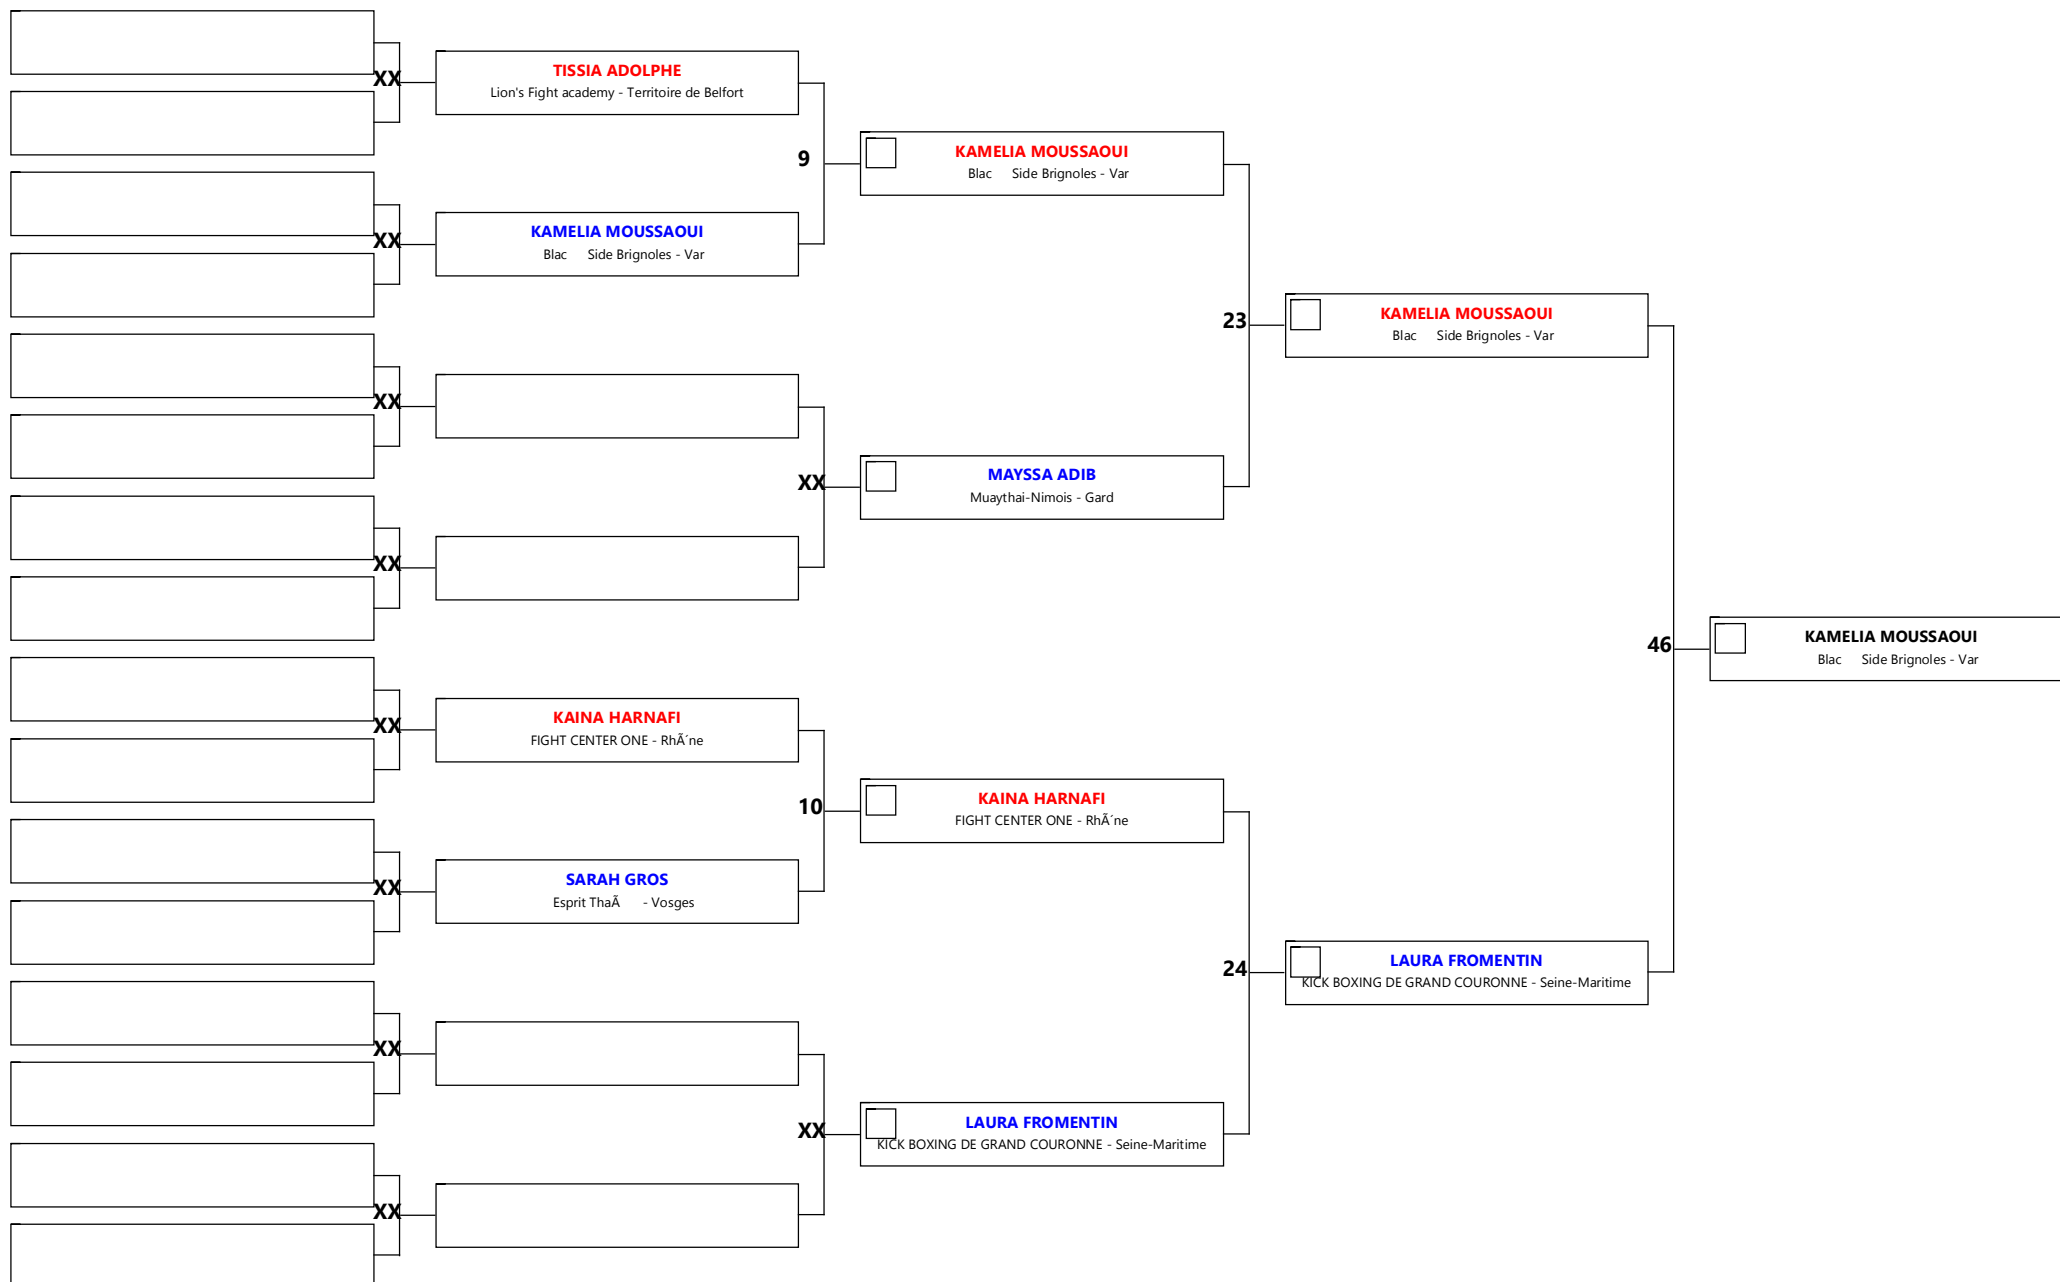 XX
TISSIA ADOLPHE
Lion's Fight academy - Territoire de Belfort
9
KAMELIA MOUSSAOUI
Blac Side Brignoles - Var
XX
KAMELIA MOUSSAOUI
Blac Side Brignoles - Var
23
KAMELIA MOUSSAOUI
Blac Side Brignoles - Var
XX
XX
MAYSSA ADIB
Muaythai-Nimois - Gard
XX
46
KAMELIA MOUSSAOUI
Blac Side Brignoles - Var
XX
KAINA HARNAFI
FIGHT CENTER ONE - RhÃ´ne
10
KAINA HARNAFI
FIGHT CENTER ONE - RhÃ´ne
XX
SARAH GROS
Esprit ThaÃ - Vosges
24
LAURA FROMENTIN
KICK BOXING DE GRAND COURONNE - Seine-Maritime
XX
XX
LAURA FROMENTIN
KICK BOXING DE GRAND COURONNE - Seine-Maritime
XX